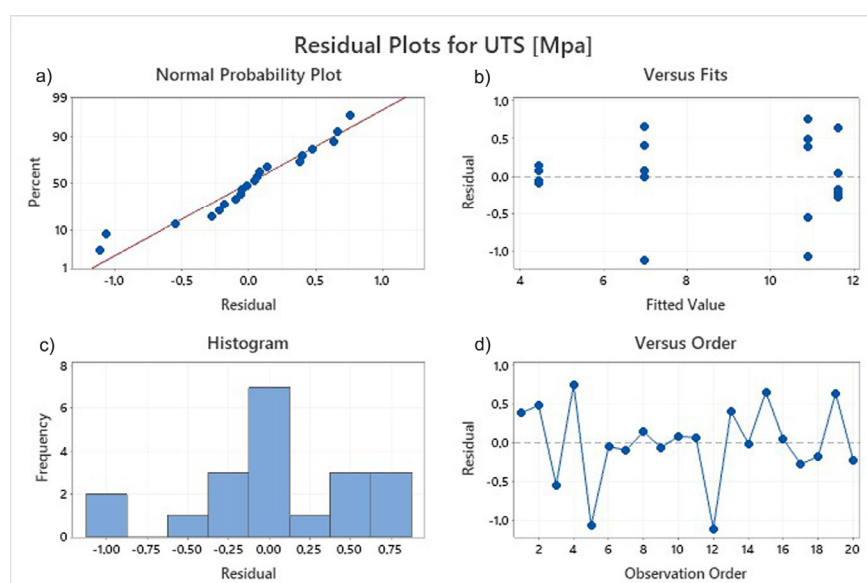 Residual Plots for UTS [Mpa]
a)
Normal Probability Plot
99
90
50
10
1
Percent
-1.0
-0.5
0.0
0.5
1.0
Residual
b)
Versus Fits
1.0
0.5
0.0
-0.5
-1.0
Residual
4
6
8
10
12
Fitted Value
c)
Histogram
8
6
4
2
0
Frequency
-1.00
-0.75
-0.50
-0.25
0.00
0.25
0.50
0.75
Residual
d)
Versus Order
1.0
0.5
0.0
-0.5
-1.0
Residual
2
4
6
8
10
12
14
16
18
20
Observation Order